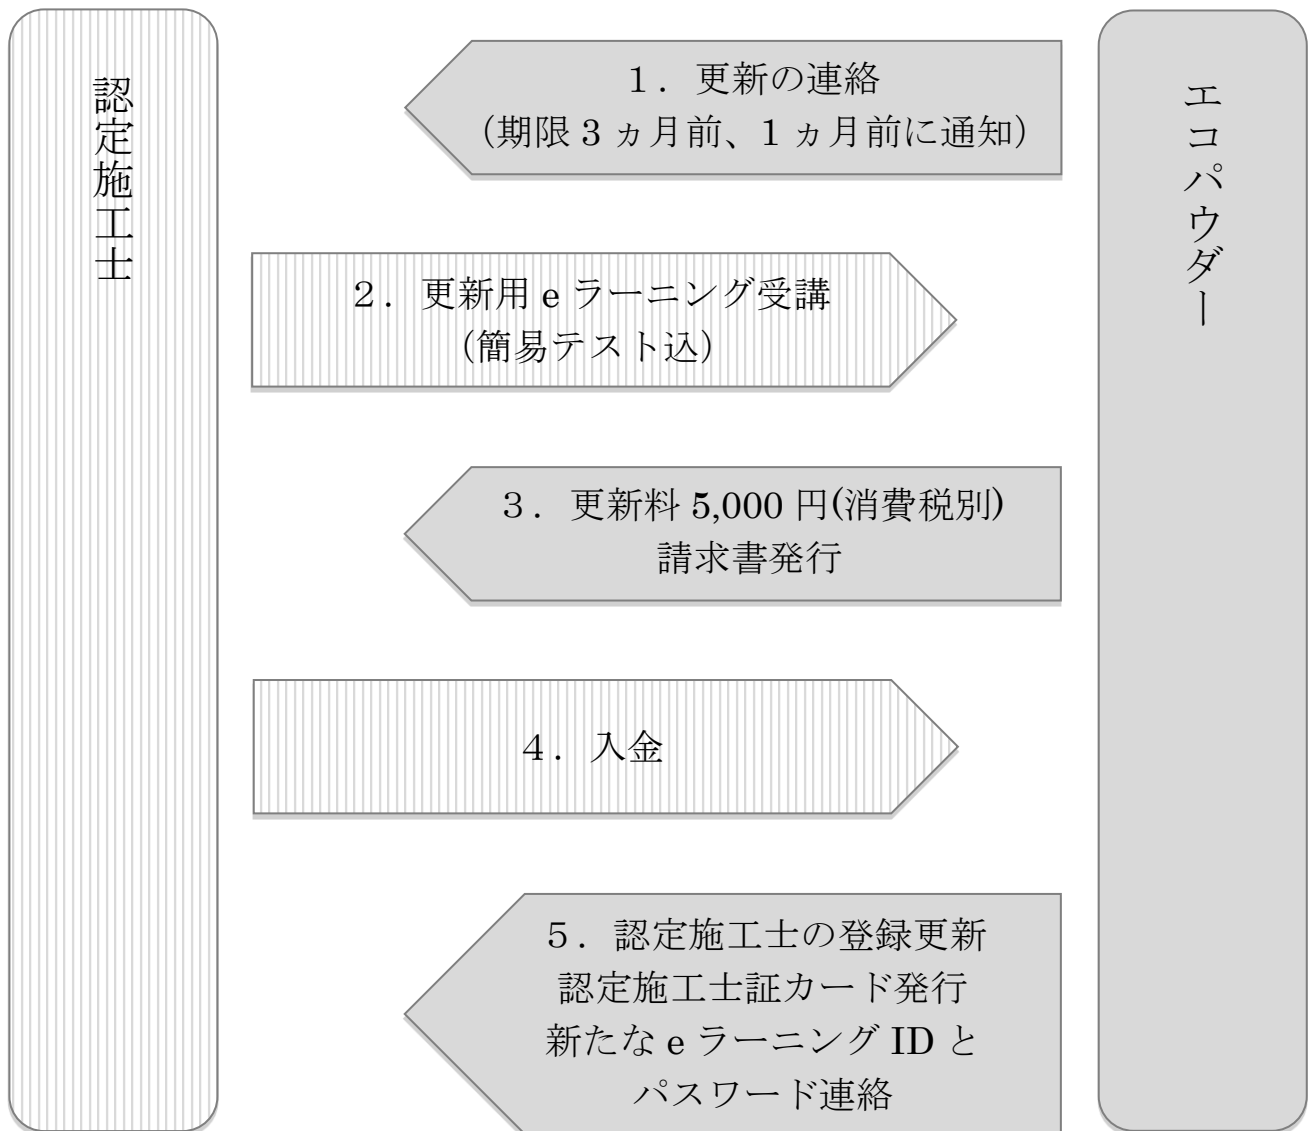 認定施工士
１．更新の連絡
（期限 3 ヵ月前、1 ヵ月前に通知）
２．更新用 e ラーニング受講
（簡易テスト込）
３．更新料 5,000 円(消費税別)
請求書発行
４．入金
５．認定施工士の登録更新
認定施工士証カード発行
新たな e ラーニング ID と
パスワード連絡
エコパウダー